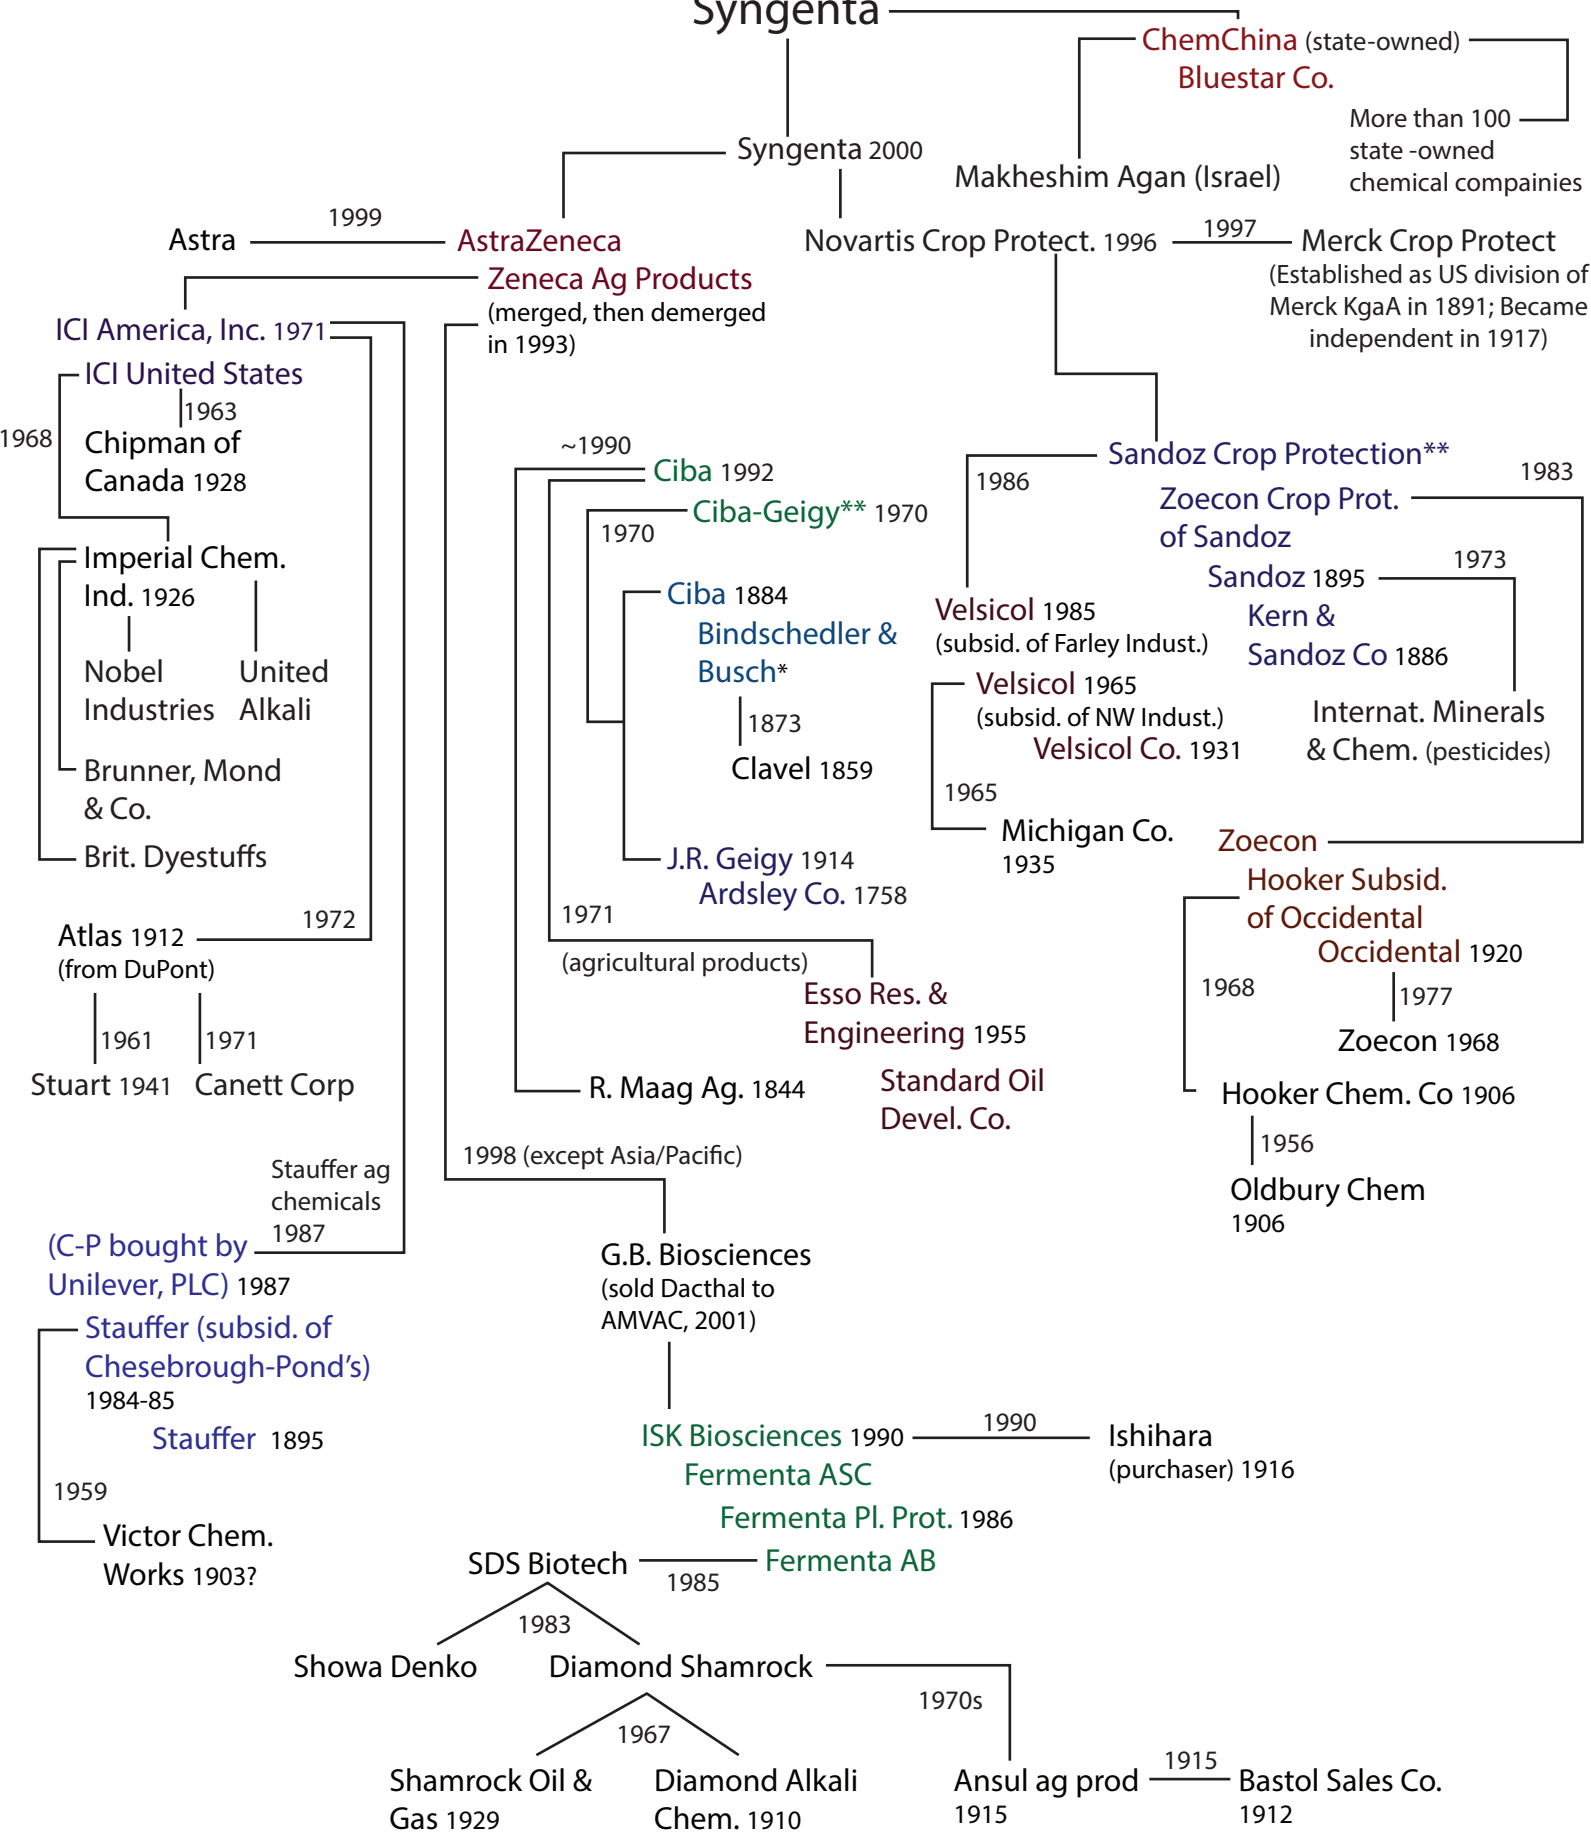 Syngenta
ChemChina (state-owned)
Bluestar Co.
More than 100
state -owned
chemical compainies
Syngenta 2000
Makheshim Agan (Israel)
1999
Astra
AstraZeneca
Novartis Crop Protect. 1996
1997
Merck Crop Protect
(Established as US division of
Merck KgaA in 1891; Became
independent in 1917)
Zeneca Ag Products
(merged, then demerged
in 1993)
ICI America, Inc. 1971
ICI United States
1963
1968
Chipman of
Canada 1928
Imperial Chem.
Ind. 1926
Nobel
Industries
United
Alkali
Brunner, Mond
& Co.
Brit. Dyestuffs
1972
Atlas 1912
(from DuPont)
1961
1971
Stuart 1941
Canett Corp
Stauffer ag
chemicals
1987
(C-P bought by
Unilever, PLC) 1987
Stauffer (subsid. of
Chesebrough-Pond's)
1984-85
Stauffer 1895
1959
Victor Chem.
Works 1903?
~1990
Ciba 1992
Ciba-Geigy** 1970
1970
Ciba 1884
Bindschedler &
Busch*
1873
Clavel 1859
J.R. Geigy 1914
Ardsley Co. 1758
1971
(agricultural products)
Esso Res. &
Engineering 1955
Standard Oil
Devel. Co.
R. Maag Ag. 1844
Sandoz Crop Protection**
1986
1983
Zoecon Crop Prot.
of Sandoz
1973
Sandoz 1895
Kern &
Sandoz Co 1886
Internat. Minerals
& Chem. (pesticides)
Velsicol 1985
(subsid. of Farley Indust.)
Velsicol 1965
(subsid. of NW Indust.)
Velsicol Co. 1931
1965
Michigan Co.
1935
Zoecon
Hooker Subsid.
of Occidental
Occidental 1920
1968
1977
Zoecon 1968
Hooker Chem. Co 1906
1956
Oldbury Chem
1906
1998 (except Asia/Pacific)
G.B. Biosciences
(sold Dacthal to
AMVAC, 2001)
ISK Biosciences 1990
1990
Ishihara
(purchaser) 1916
Fermenta ASC
Fermenta Pl. Prot. 1986
Fermenta AB
SDS Biotech
1985
1983
Showa Denko
Diamond Shamrock
1970s
1967
Shamrock Oil &
Gas 1929
Diamond Alkali
Chem. 1910
Ansul ag prod
1915
1915
Bastol Sales Co.
1912